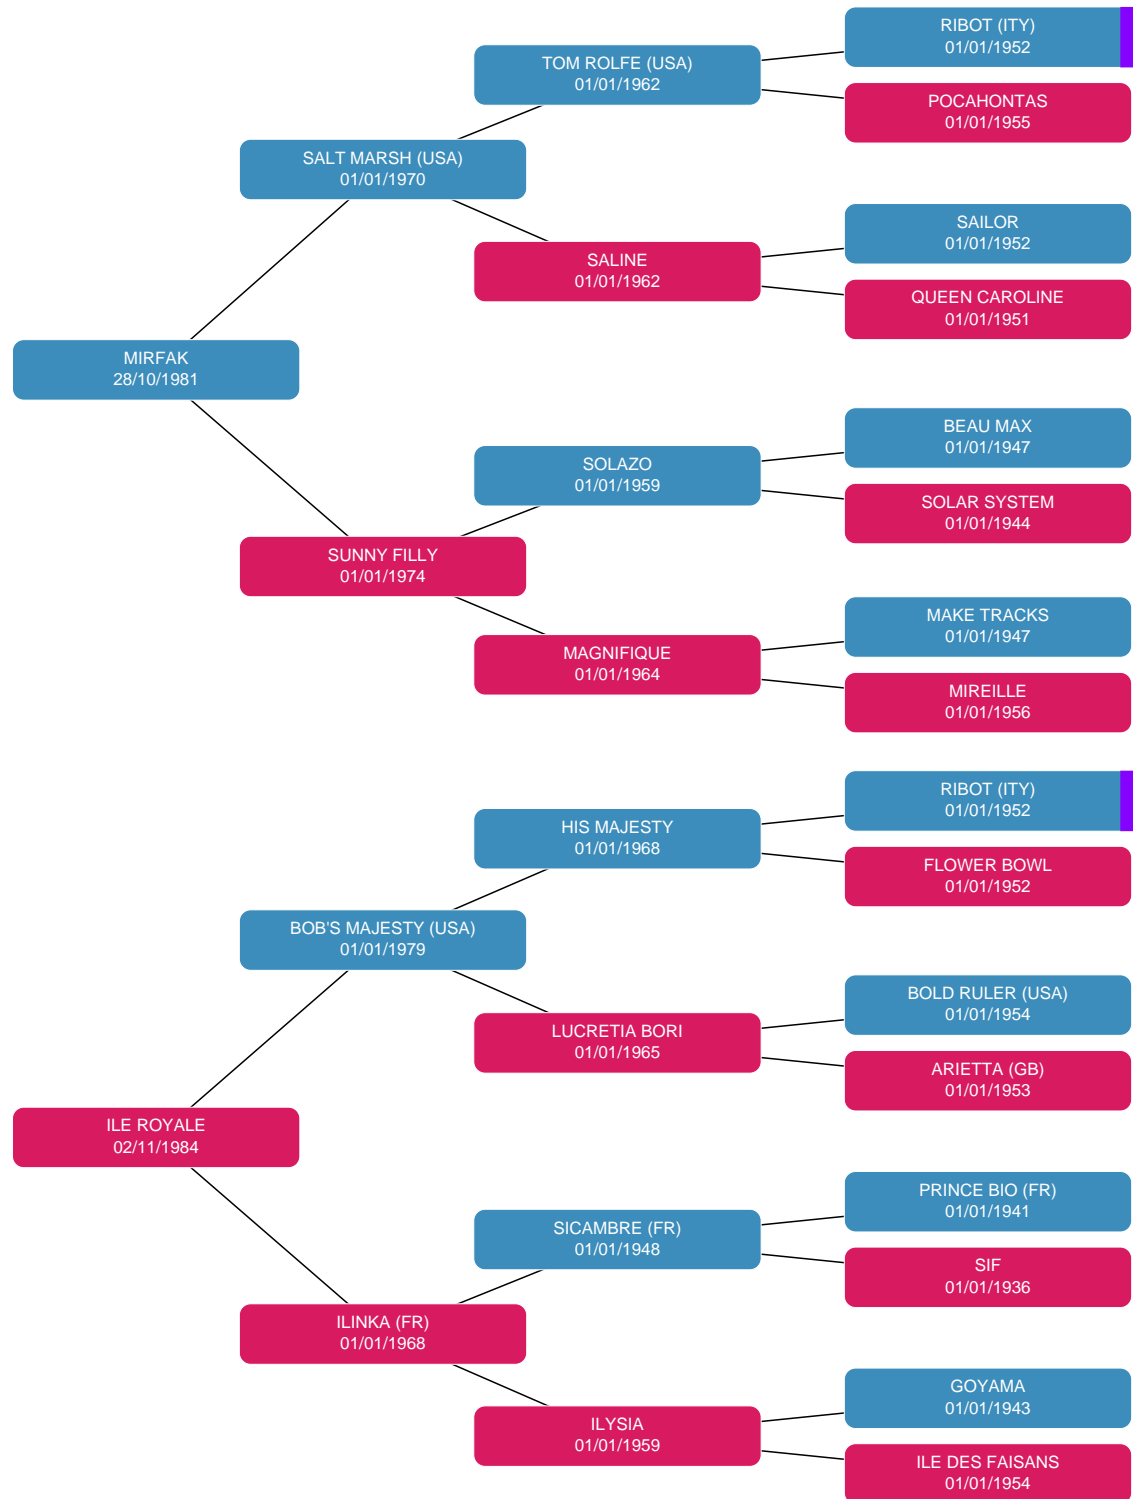 RIBOT (ITY)
01/01/1952
TOM ROLFE (USA)
01/01/1962
POCAHONTAS
01/01/1955
SALT MARSH (USA)
01/01/1970
SAILOR
01/01/1952
SALINE
01/01/1962
QUEEN CAROLINE
01/01/1951
MIRFAK
28/10/1981
BEAU MAX
01/01/1947
SOLAZO
01/01/1959
SOLAR SYSTEM
01/01/1944
SUNNY FILLY
01/01/1974
MAKE TRACKS
01/01/1947
MAGNIFIQUE
01/01/1964
MIREILLE
01/01/1956
RIBOT (ITY)
01/01/1952
HIS MAJESTY
01/01/1968
FLOWER BOWL
01/01/1952
BOB'S MAJESTY (USA)
01/01/1979
BOLD RULER (USA)
01/01/1954
LUCRETIA BORI
01/01/1965
ARIETTA (GB)
01/01/1953
ILE ROYALE
02/11/1984
PRINCE BIO (FR)
01/01/1941
SICAMBRE (FR)
01/01/1948
SIF
01/01/1936
ILINKA (FR)
01/01/1968
GOYAMA
01/01/1943
ILYSIA
01/01/1959
ILE DES FAISANS
01/01/1954